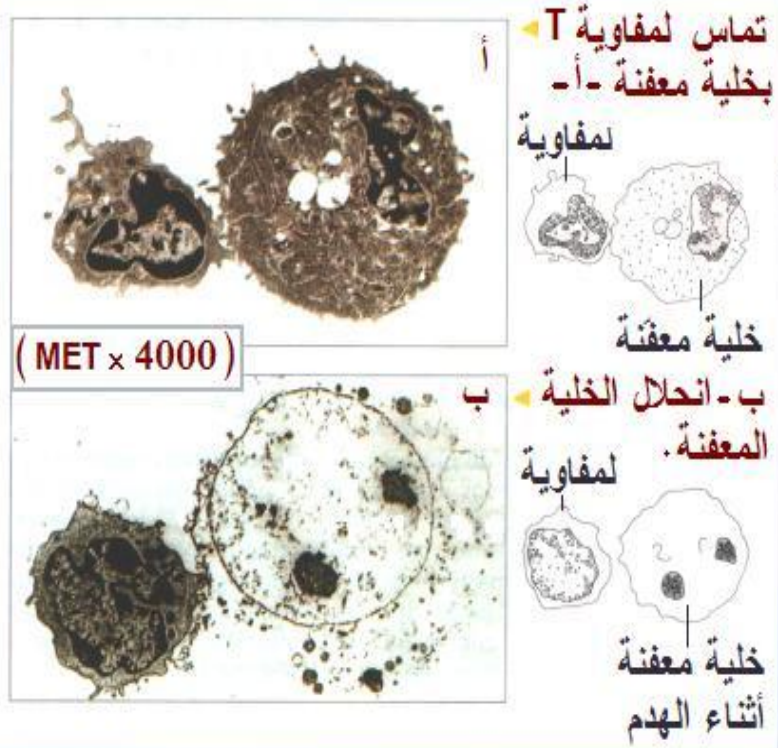 تماس لمفاوية T
بخلية معفنة -أ-
أ
لمفاوية
خلية معفنة
( MET × 4000 )
ب - انحلال الخلية
المعفنة .
ب
لمفاوية
خلية معفنة
أثناء الهدم